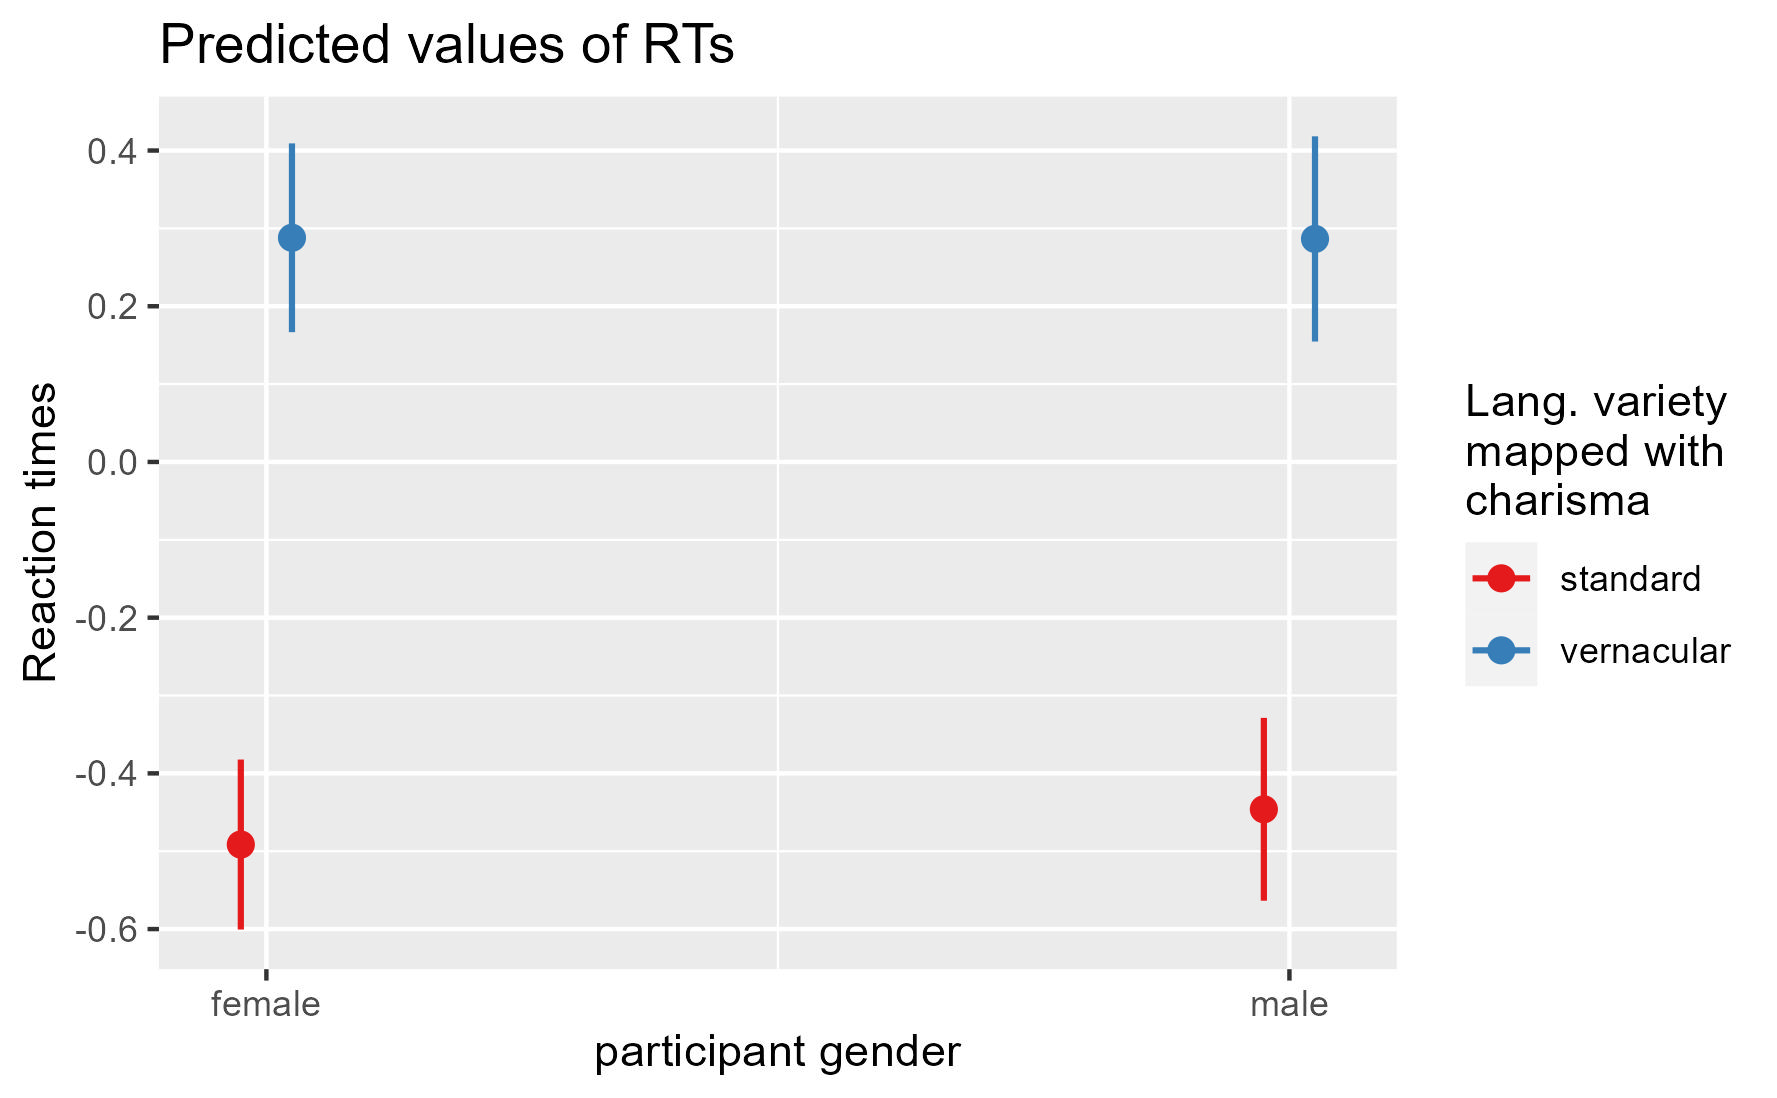 Predicted values of RTs
0.4
0.2
0.0
-0.2
-0.4
-0.6
Reaction times
female
male
participant gender
Lang. variety
mapped with
charisma
standard
vernacular